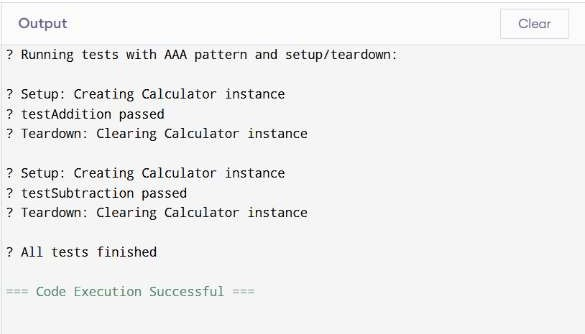 Output
Clear
? Running tests with AAA pattern and setup/teardown:
? Setup: Creating Calculator instance
? testAddition passed
? Teardown: Clearing Calculator instance
? Setup: Creating Calculator instance
? testSubtraction passed
? Teardown: Clearing Calculator instance
? All tests finished
=== Code Execution Successful ===